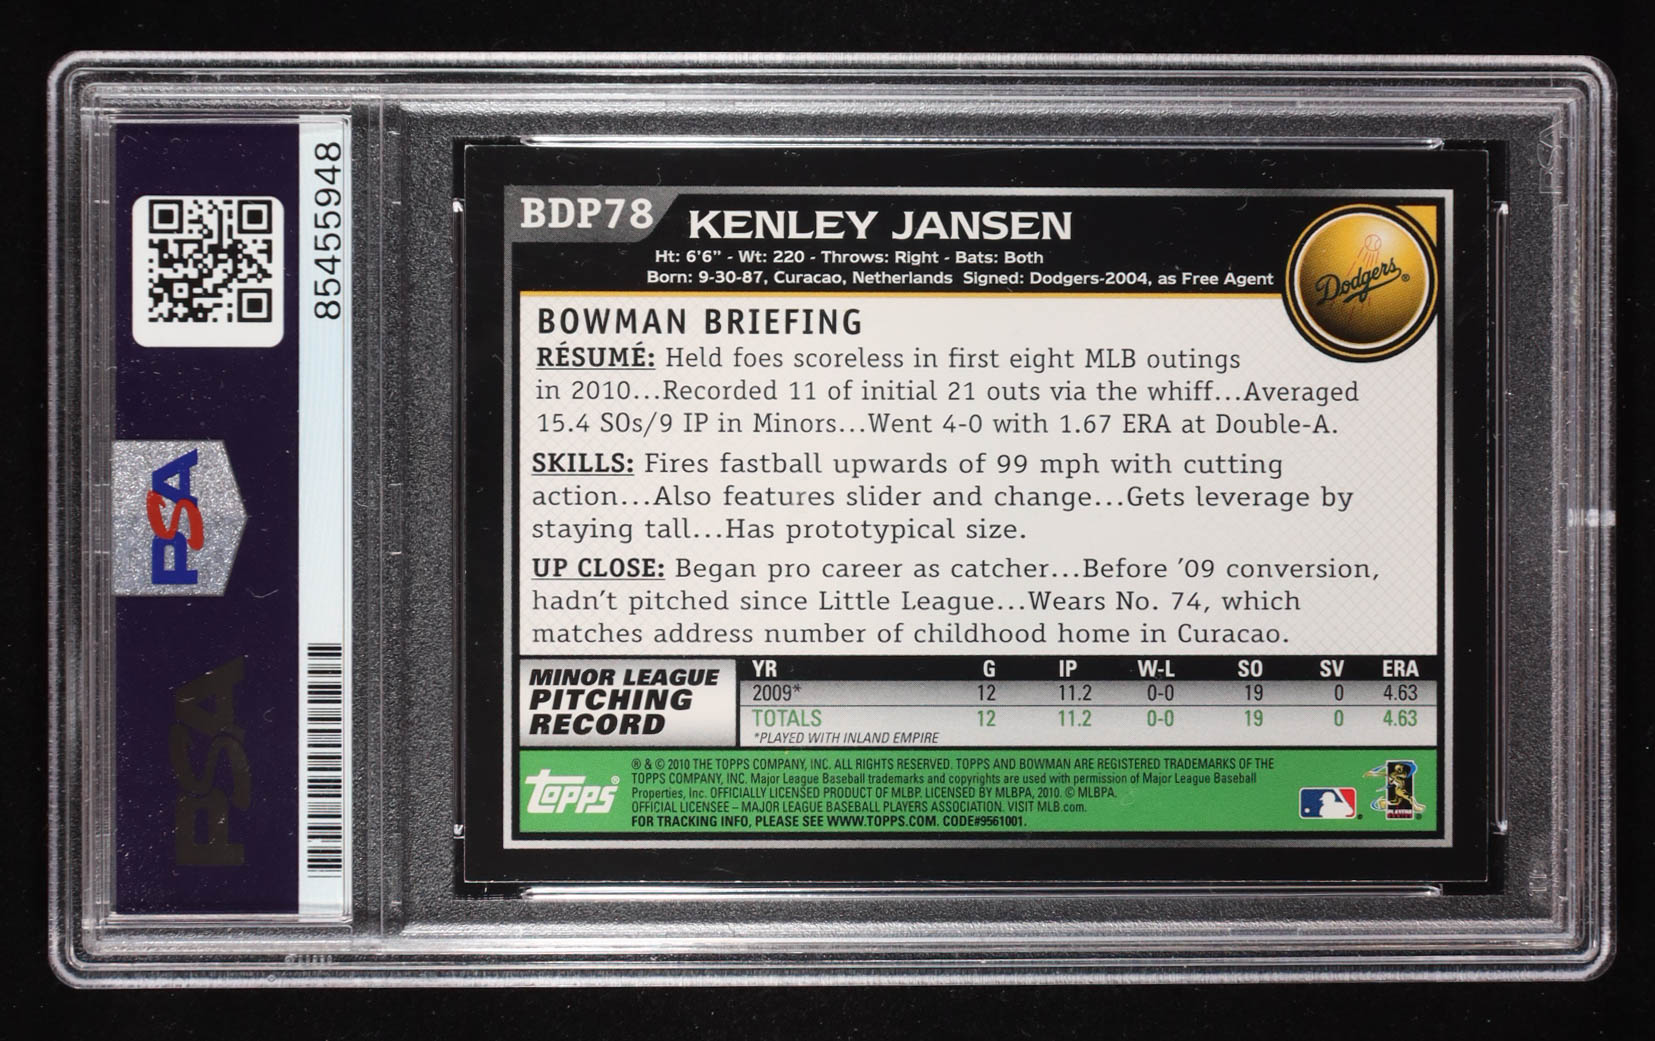 85455948
PSA
PSA
BDP78
KENLEY JANSEN
Ht: 6'6" - Wt: 220 - Throws: Right - Bats: Both
Born: 9-30-87, Curacao, Netherlands Signed: Dodgers-2004, as Free Agent
Dodgers®
BOWMAN BRIEFING
RÉSUMÉ: Held foes scoreless in first eight MLB outings
in 2010...Recorded 11 of initial 21 outs via the whiff...Averaged
15.4 SOs/9 IP in Minors...Went 4-0 with 1.67 ERA at Double-A.
SKILLS: Fires fastball upwards of 99 mph with cutting
action...Also features slider and change...Gets leverage by
staying tall...Has prototypical size.
UP CLOSE: Began pro career as catcher...Before '09 conversion,
hadn't pitched since Little League...Wears No. 74, which
matches address number of childhood home in Curacao.
MINOR LEAGUE
PITCHING
RECORD
YR G IP W-L SO SV ERA
2009* 12 11.2 0-0 19 0 4.63
TOTALS 12 11.2 0-0 19 0 4.63
*PLAYED WITH INLAND EMPIRE
Topps®
® & © 2010 THE TOPPS COMPANY, INC. ALL RIGHTS RESERVED. TOPPS AND BOWMAN ARE REGISTERED TRADEMARKS OF THE
TOPPS COMPANY, INC. Major League Baseball trademarks and copyrights are used with permission of Major League Baseball
Properties, Inc. OFFICIALLY LICENSED PRODUCT OF MLBP. LICENSED BY MLBPA, 2010. © MLBPA.
OFFICIAL LICENSEE – MAJOR LEAGUE BASEBALL PLAYERS ASSOCIATION. VISIT MLB.com.
FOR TRACKING INFO, PLEASE SEE WWW.TOPPS.COM. CODE#9561001.